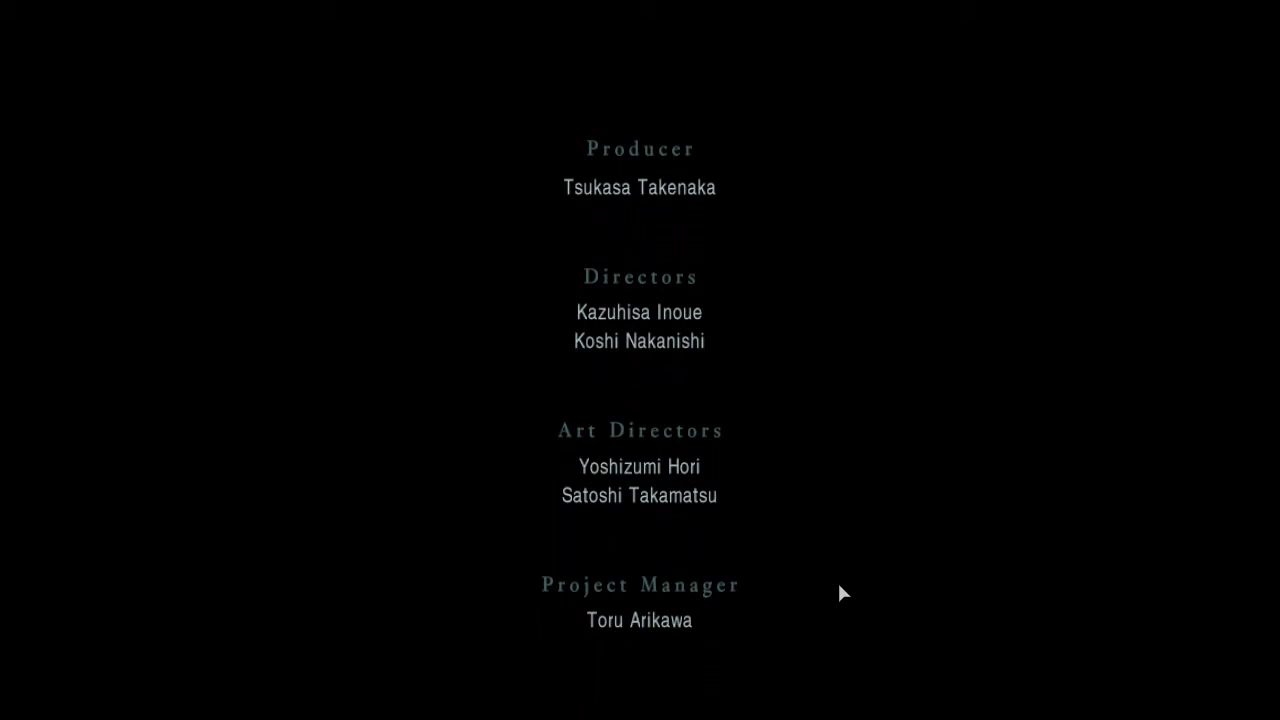 Producer
Tsukasa Takenaka
Directors
Kazuhisa Inoue
Koshi Nakanishi
Art Directors
Yoshizumi Hori
Satoshi Takamatsu
Project Manager
Toru Arikawa